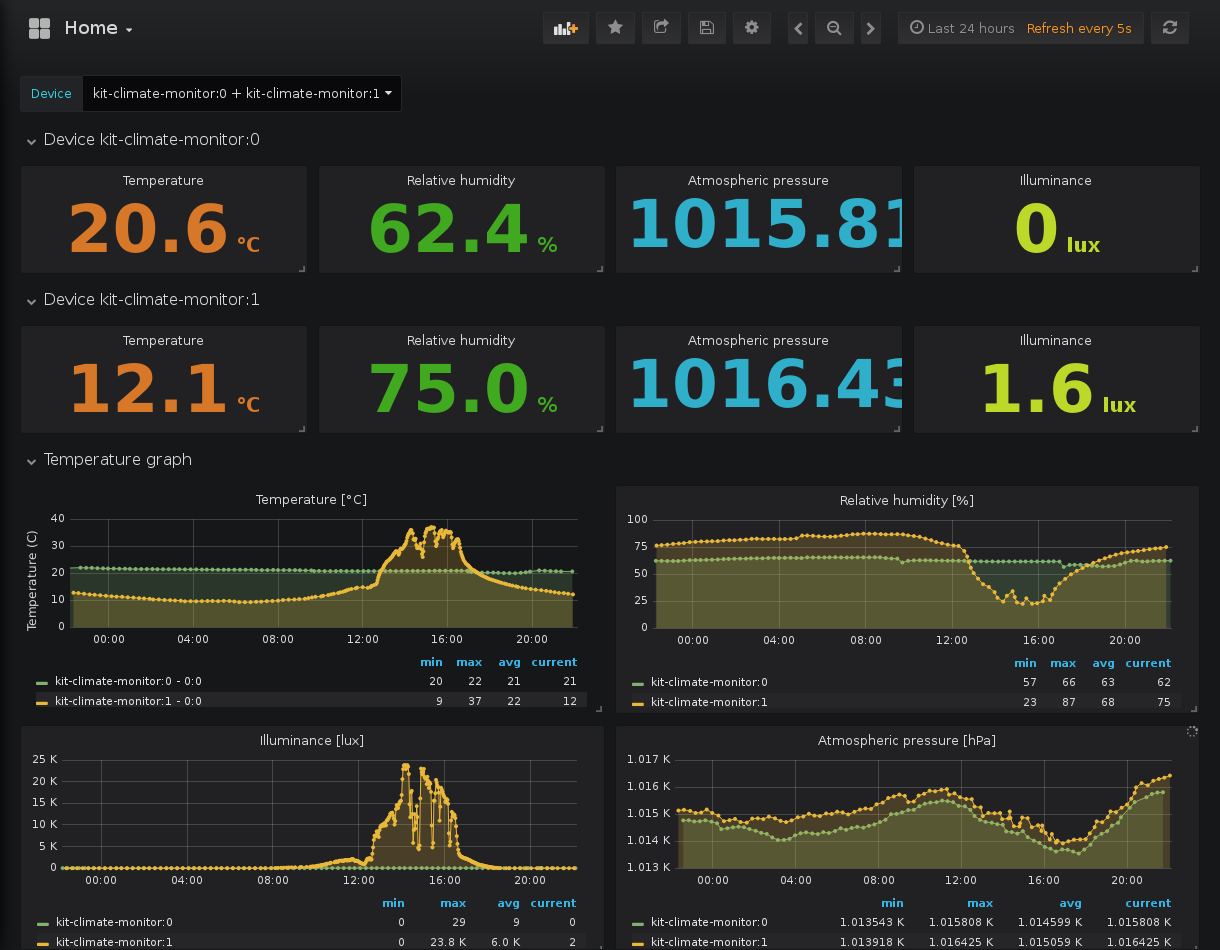 Home
Last 24 hours Refresh every 5s
Device kit-climate-monitor:0 + kit-climate-monitor:1
Device kit-climate-monitor:0
Temperature Relative humidity Atmospheric pressure Illuminance
20.6 °C 62.4 % 1015.81 0 lux
Device kit-climate-monitor:1
Temperature Relative humidity Atmospheric pressure Illuminance
12.1 °C 75.0 % 1016.43 1.6 lux
Temperature graph
Temperature [°C]
Temperature (C)
40
30
20
10
0
00:00 04:00 08:00 12:00 16:00 20:00
min max avg current
kit-climate-monitor:0 - 0:0 20 22 21 21
kit-climate-monitor:1 - 0:0 9 37 22 12
Relative humidity [%]
100
75
50
25
0
00:00 04:00 08:00 12:00 16:00 20:00
min max avg current
kit-climate-monitor:0 57 66 63 62
kit-climate-monitor:1 23 87 68 75
Illuminance [lux]
25 K
20 K
15 K
10 K
5 K
0
00:00 04:00 08:00 12:00 16:00 20:00
min max avg current
kit-climate-monitor:0 0 29 9 0
kit-climate-monitor:1 0 23.8 K 6.0 K 2
Atmospheric pressure [hPa]
1.017 K
1.016 K
1.015 K
1.014 K
1.013 K
00:00 04:00 08:00 12:00 16:00 20:00
min max avg current
kit-climate-monitor:0 1.013543 K 1.015808 K 1.014599 K 1.015808 K
kit-climate-monitor:1 1.013918 K 1.016425 K 1.015059 K 1.016425 K